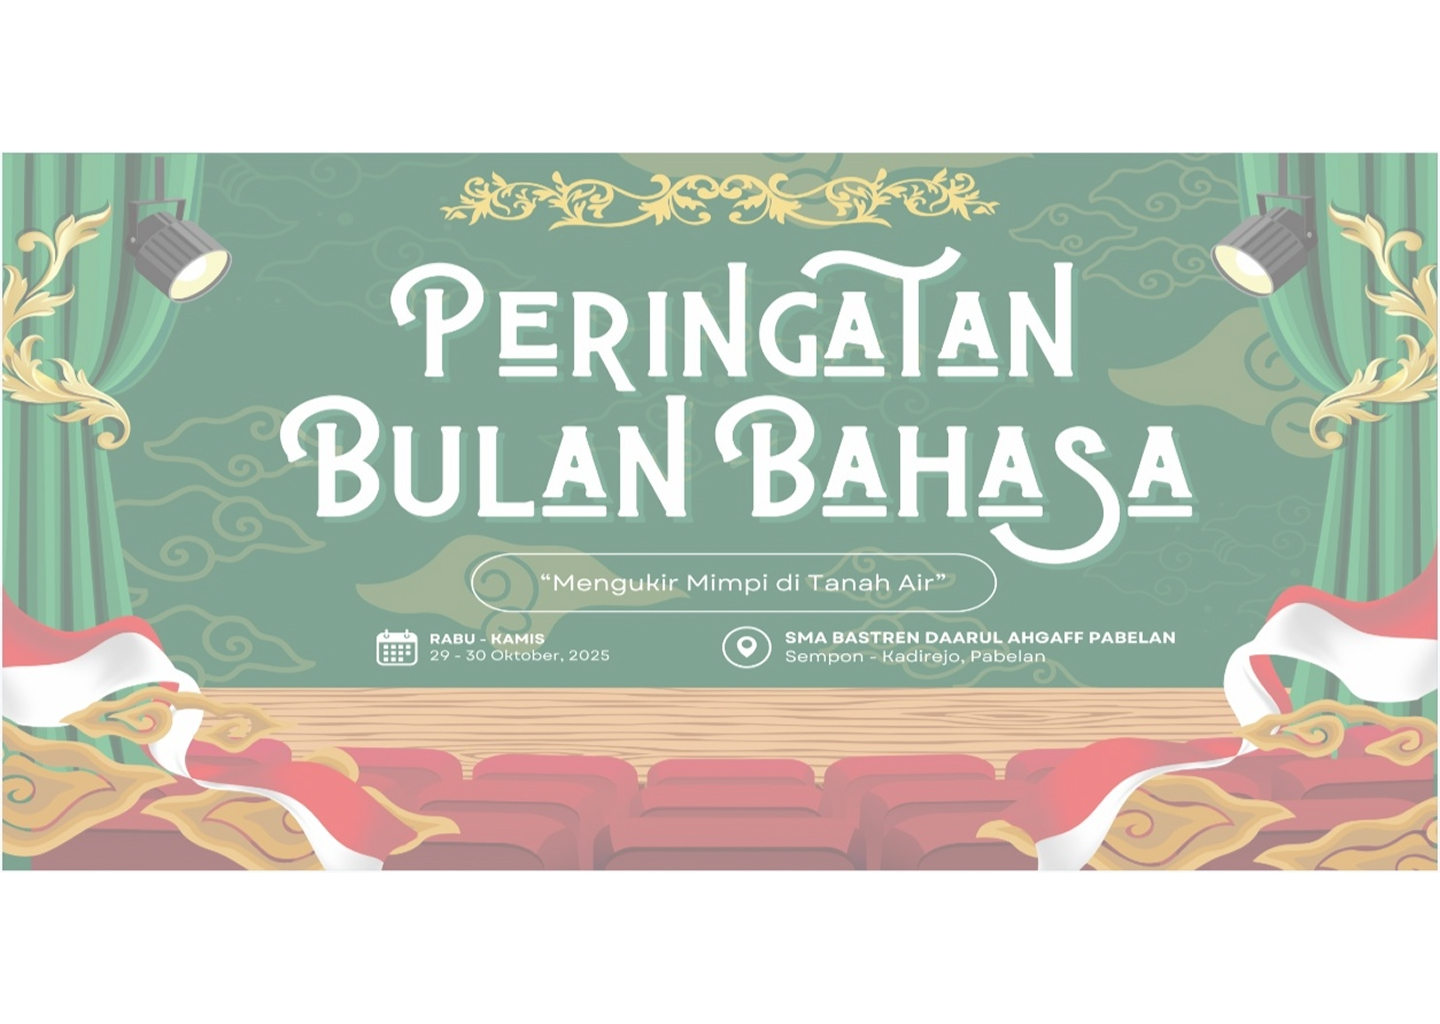 PERINGATAN
BULAN BAHASA
“Mengukir Mimpi di Tanah Air”
RABU - KAMIS
29 - 30 Oktober, 2025
SMA BASTREN DAARUL AHGAFF PABELAN
Sempon - Kadirejo, Pabelan